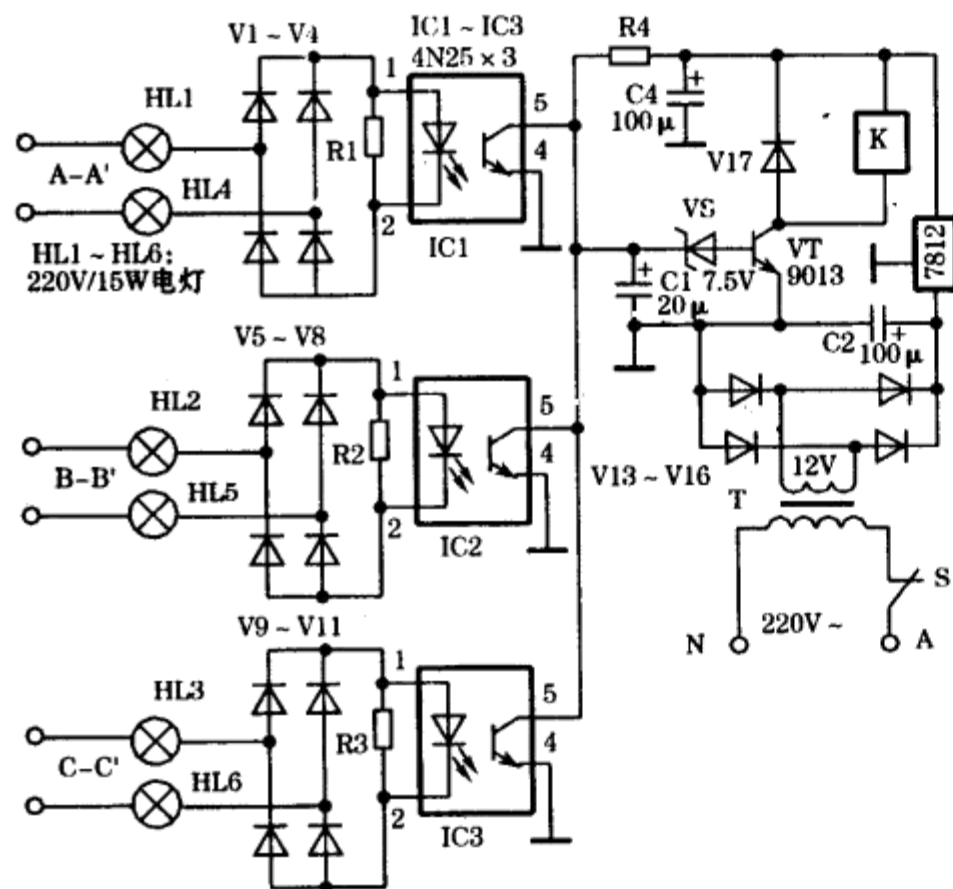 V1 ~ V4
IC1 ~ IC3
4N25 × 3
R4
HL1
1
5
4
2
R1
C4
100 μ
+
K
V17
A-A'
HL4
HL1 ~ HL6:
220V/15W电灯
IC1
VS
VT
9013
7812
C1
7.5V
20 μ
+
C2
100 μ
+
V5 ~ V8
HL2
1
5
4
2
R2
B-B'
HL5
IC2
V13 ~ V16
12V
T
S
N
220V ~
A
V9 ~ V11
HL3
1
5
4
2
R3
C-C'
HL6
IC3